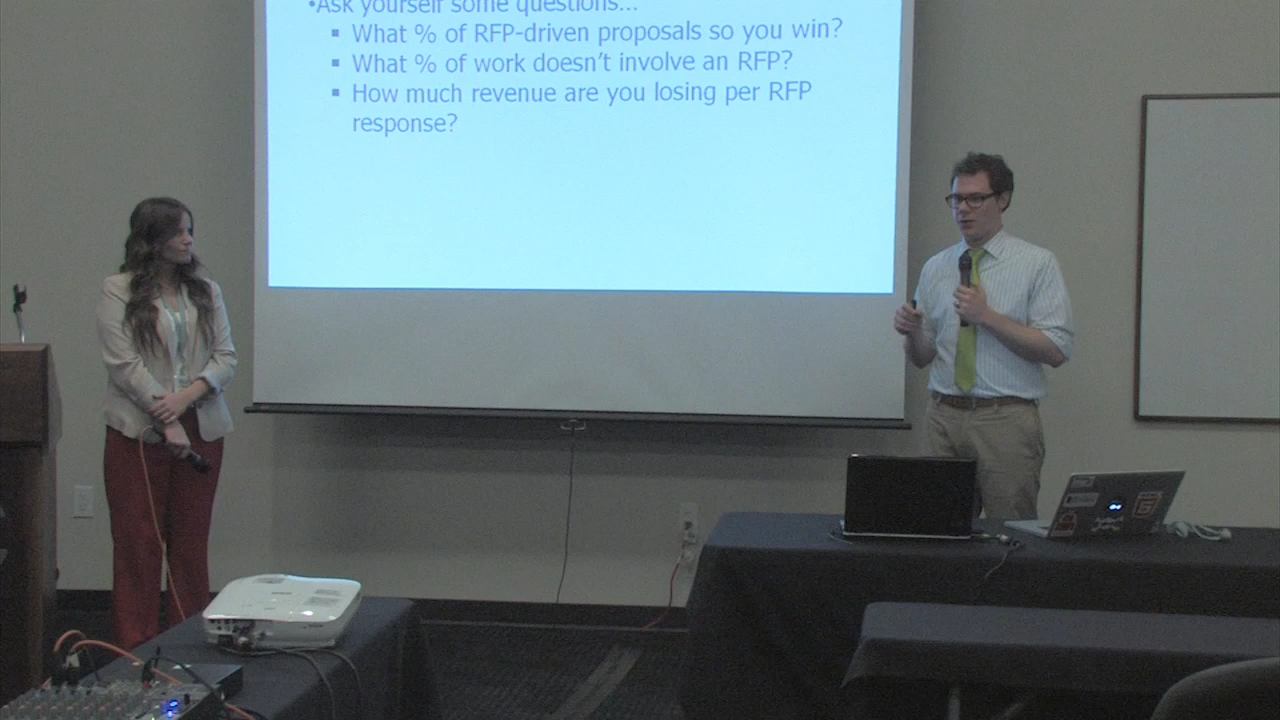 •Ask yourself some questions...
▪ What % of RFP-driven proposals so you win?
▪ What % of work doesn't involve an RFP?
▪ How much revenue are you losing per RFP
response?